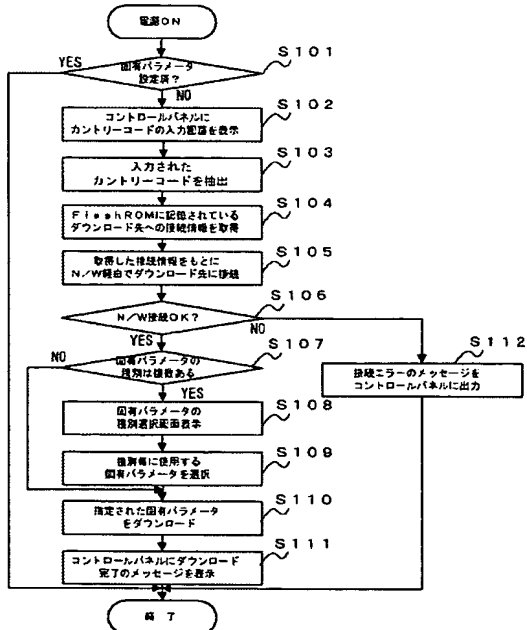 電源ON
S101
YES
固有パラメータ
設定済?
NO
S102
コントロールパネルに
カントリーコードの入力画面を表示
S103
入力された
カントリーコードを抽出
S104
FlashROMに記憶されている
ダウンロード先への接続情報を取得
S105
取得した接続情報をもとに
N/W経由でダウンロード先に接続
S106
N/W接続OK?
NO
YES
S107
NO
固有パラメータの
種別は複数ある
YES
S112
接続エラーのメッセージを
コントロールパネルに出力
S108
固有パラメータの
種別選択画面表示
S109
種別毎に使用する
固有パラメータを選択
S110
指定された固有パラメータ
をダウンロード
S111
コントロールパネルにダウンロード
完了のメッセージを表示
終了